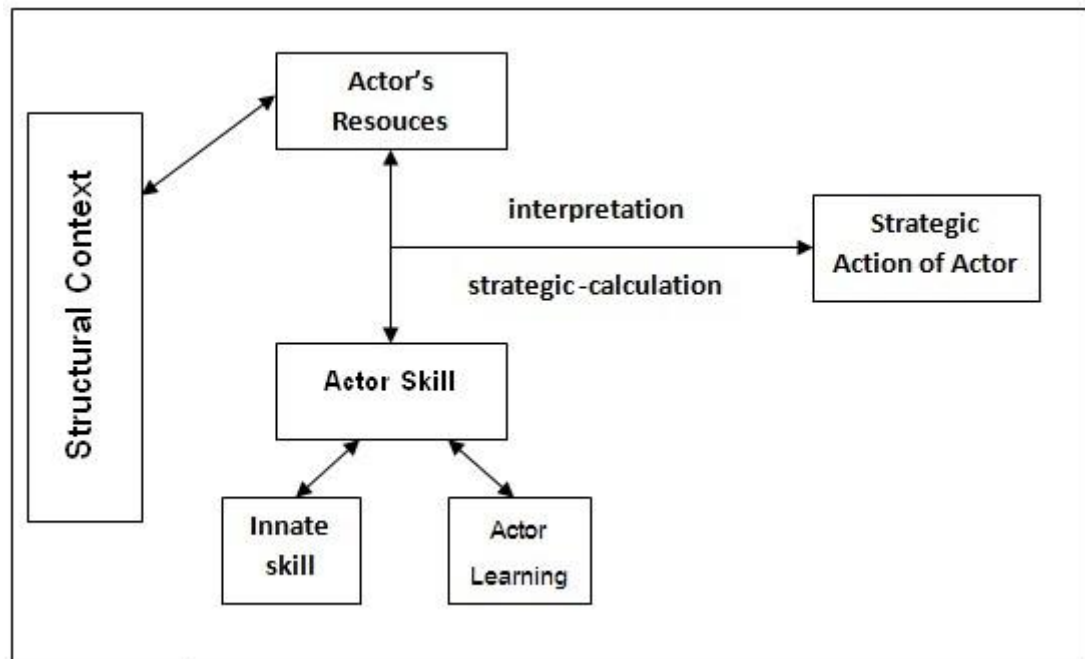 Actor's
Resouces
Structural Context
interpretation
strategic-calculation
Strategic
Action of Actor
Actor Skill
Innate
skill
Actor
Learning